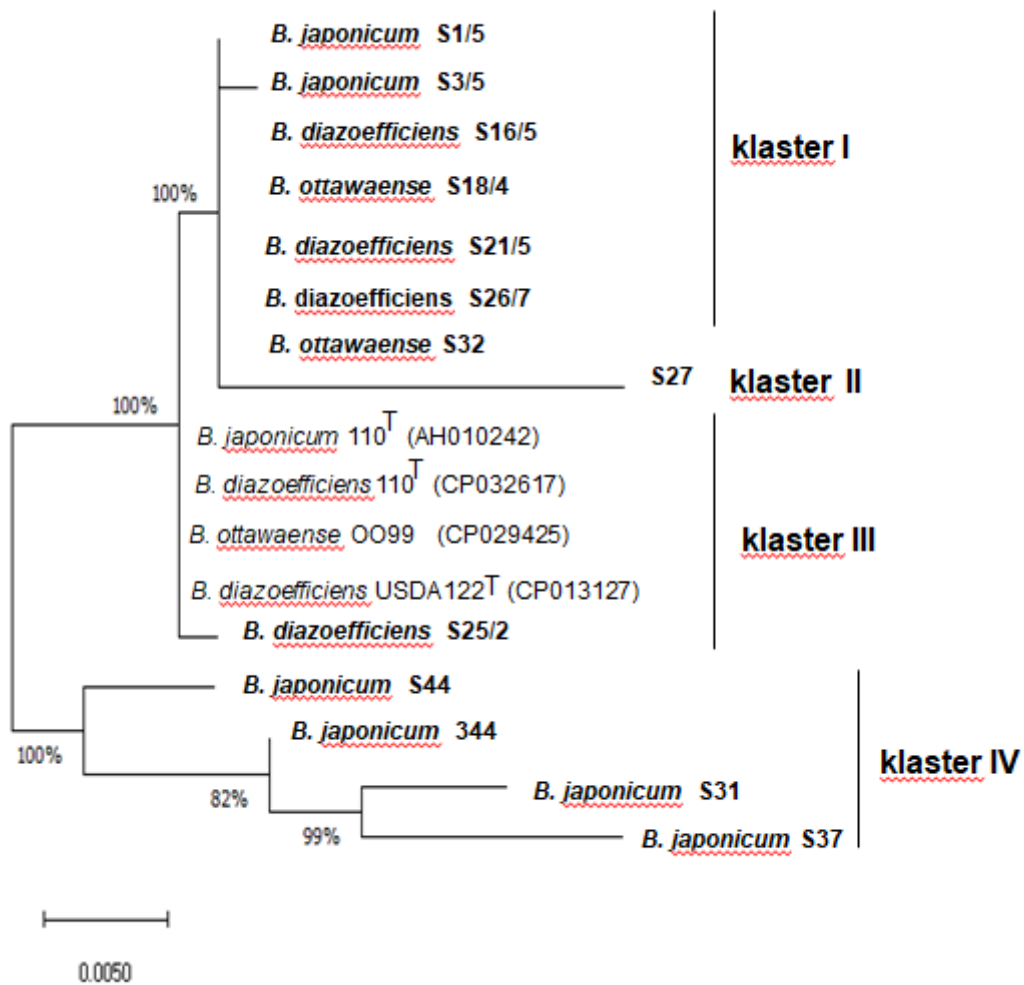 B. japonicum S1/5
B. japonicum S3/5
B. diazoefficiens S16/5
klaster I
B. ottawaense S18/4
100%
B. diazoefficiens S21/5
B. diazoefficiens S26/7
B. ottawaense S32
S27 klaster II
100%
B. japonicum 110T (AH010242)
B. diazoefficiens 110T (CP032617)
B. ottawaense OO99 (CP029425)
klaster III
B. diazoefficiens USDA122T (CP013127)
B. diazoefficiens S25/2
B. japonicum S44
B. japonicum 344
100%
klaster IV
B. japonicum S31
82%
99%
B. japonicum S37
0.0050